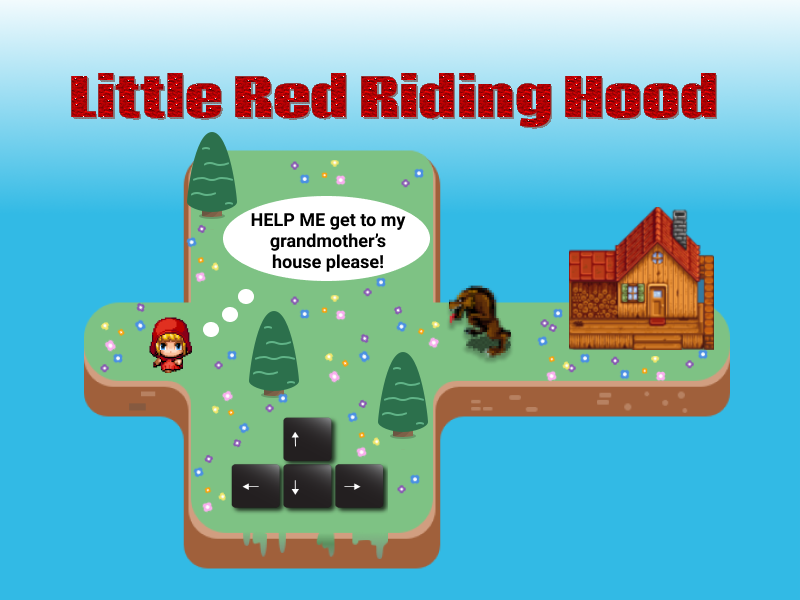 Little Red Riding Hood
HELP ME get to my
grandmother’s
house please!
↑
← ↓ →